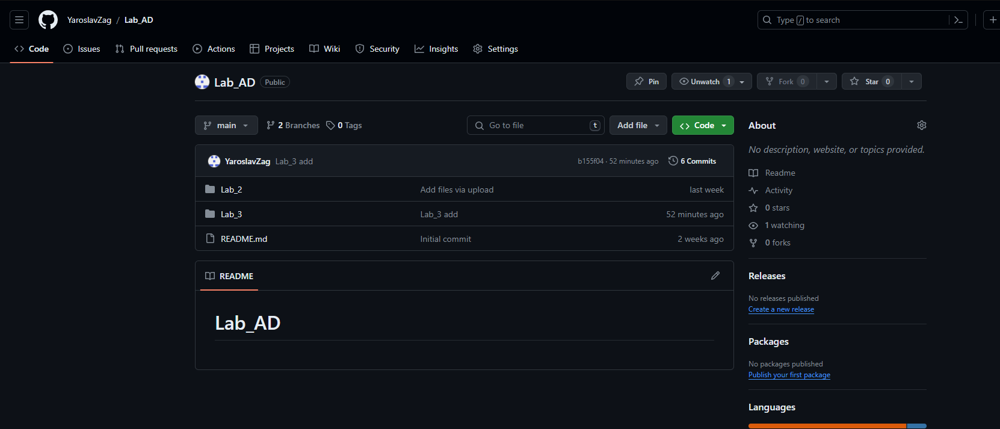 YaroslavZag / Lab_AD
Type / to search
Code Issues Pull requests Actions Projects Wiki Security Insights Settings
Lab_AD Public
Pin Unwatch 1 Fork 0 Star 0
main 2 Branches 0 Tags
Go to file t Add file Code
YaroslavZag Lab_3 add b155f04 · 52 minutes ago 6 Commits
Lab_2 Add files via upload last week
Lab_3 Lab_3 add 52 minutes ago
README.md Initial commit 2 weeks ago
README
Lab_AD
About
No description, website, or topics provided.
Readme
Activity
0 stars
1 watching
0 forks
Releases
No releases published
Create a new release
Packages
No packages published
Publish your first package
Languages